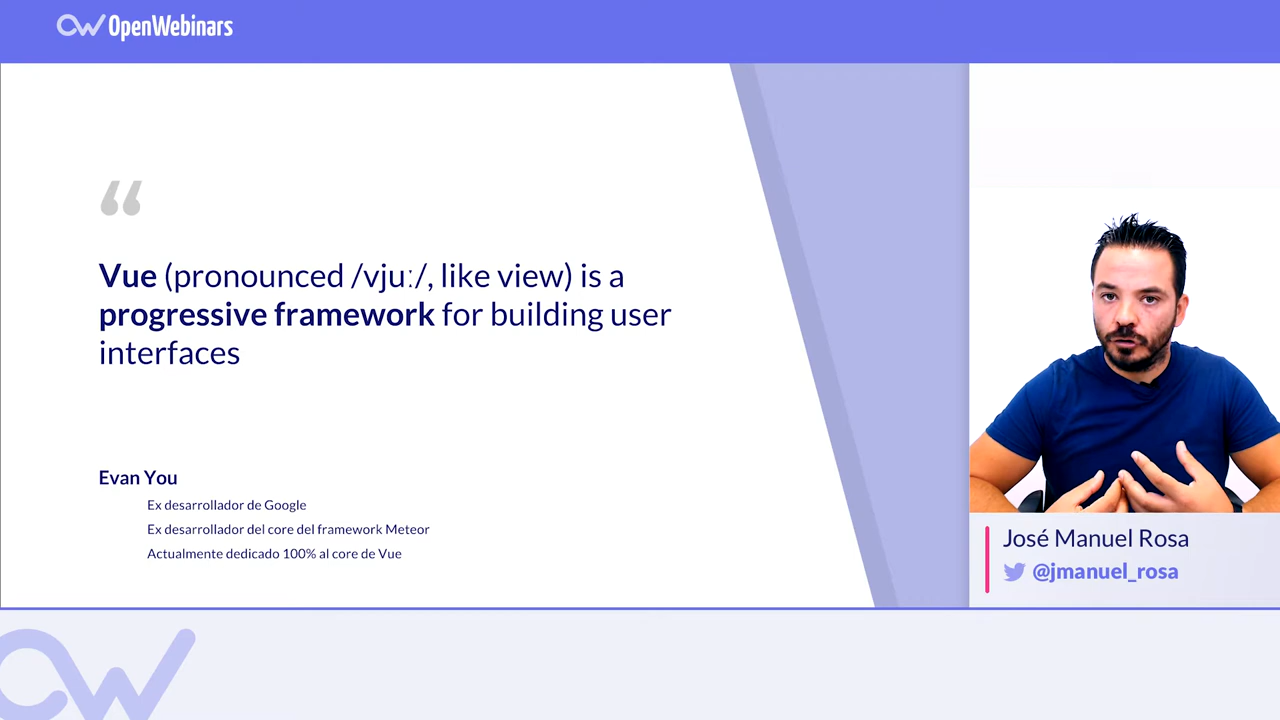 OpenWebinars
“
Vue (pronounced /vjuː/, like view) is a
progressive framework for building user
interfaces
Evan You
Ex desarrollador de Google
Ex desarrollador del core del framework Meteor
Actualmente dedicado 100% al core de Vue
José Manuel Rosa
@jmanuel_rosa